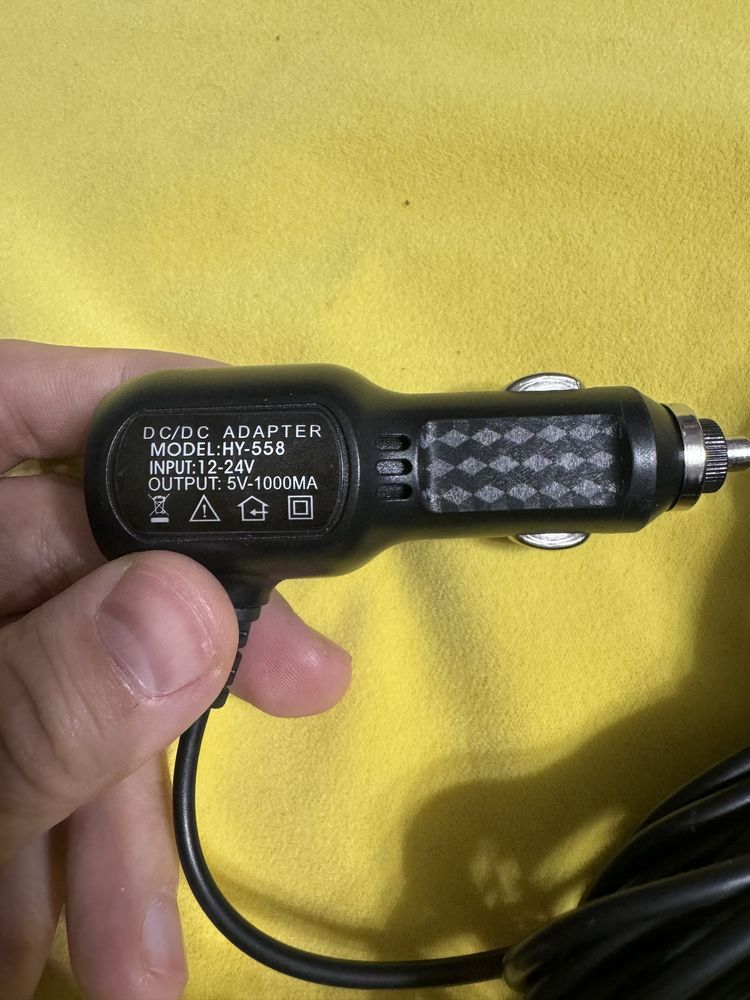 DC/DC ADAPTER
MODEL:HY-558
INPUT:12-24V
OUTPUT: 5V-1000MA